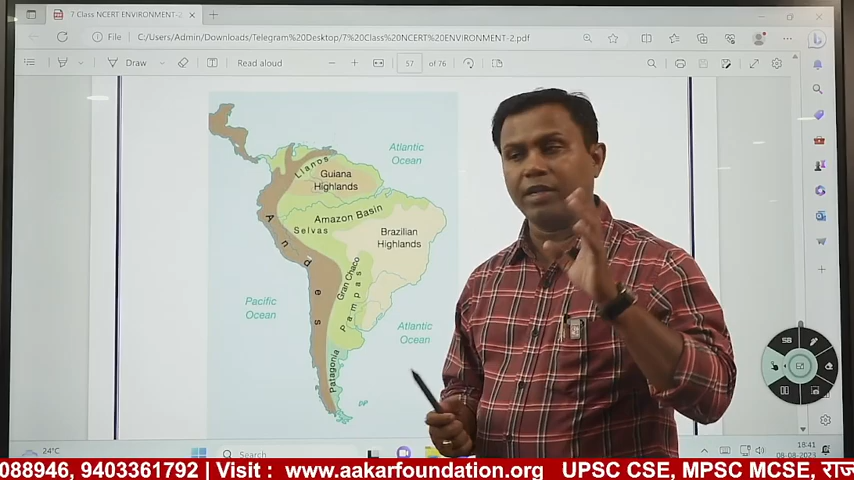 7 Class NCERT ENVIRONMENT-2
File C:/Users/Admin/Downloads/Telegram%20Desktop/7%20Class%20NCERT%20ENVIRONMENT-2.pdf
Draw Read aloud 57 of 76
Atlantic
Ocean
Llanos
Guiana
Highlands
Amazon Basin
Selvas
Brazilian
Highlands
Andes
Gran Chaco
Pampas
Pacific
Ocean
Atlantic
Ocean
Patagonia
SB
24°C
Search
18:41
08-08-2023
088946, 9403361792 | Visit : www.aakarfoundation.org UPSC CSE, MPSC MCSE,